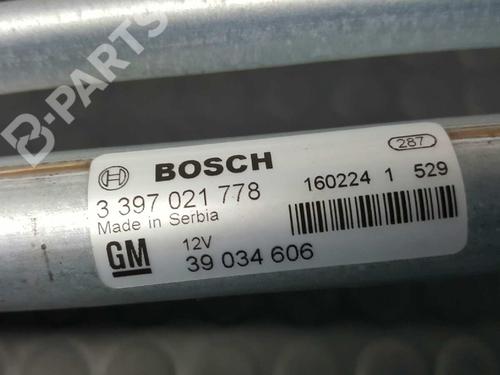 B-PARTS
BOSCH
287
3 397 021 778
160224 1 529
Made in Serbia
GM
12V
39 034 606